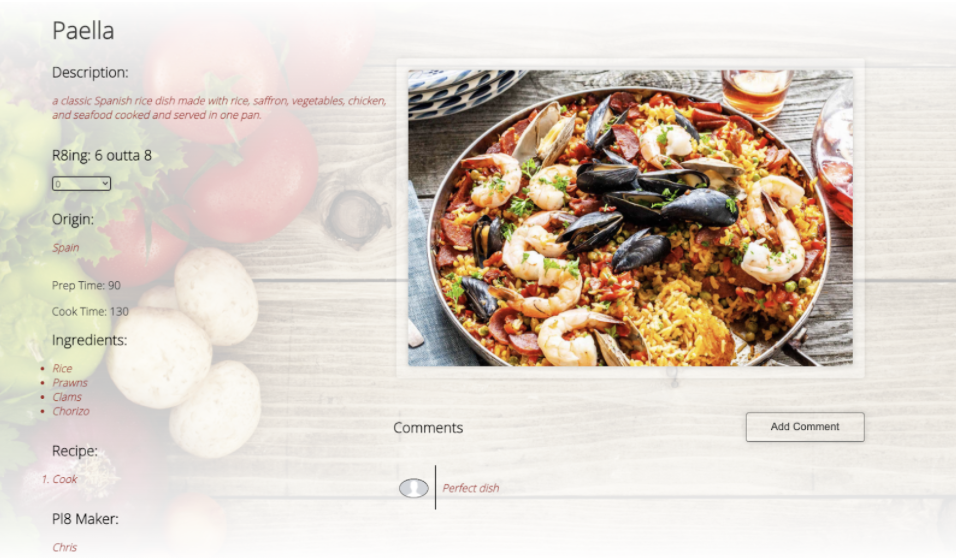 Paella
Description:
a classic Spanish rice dish made with rice, saffron, vegetables, chicken,
and seafood cooked and served in one pan.
R8ing: 6 outta 8
0
Origin:
Spain
Prep Time: 90
Cook Time: 130
Ingredients:
• Rice
• Prawns
• Clams
• Chorizo
Recipe:
1. Cook
Pl8 Maker:
Chris
Comments
Add Comment
Perfect dish